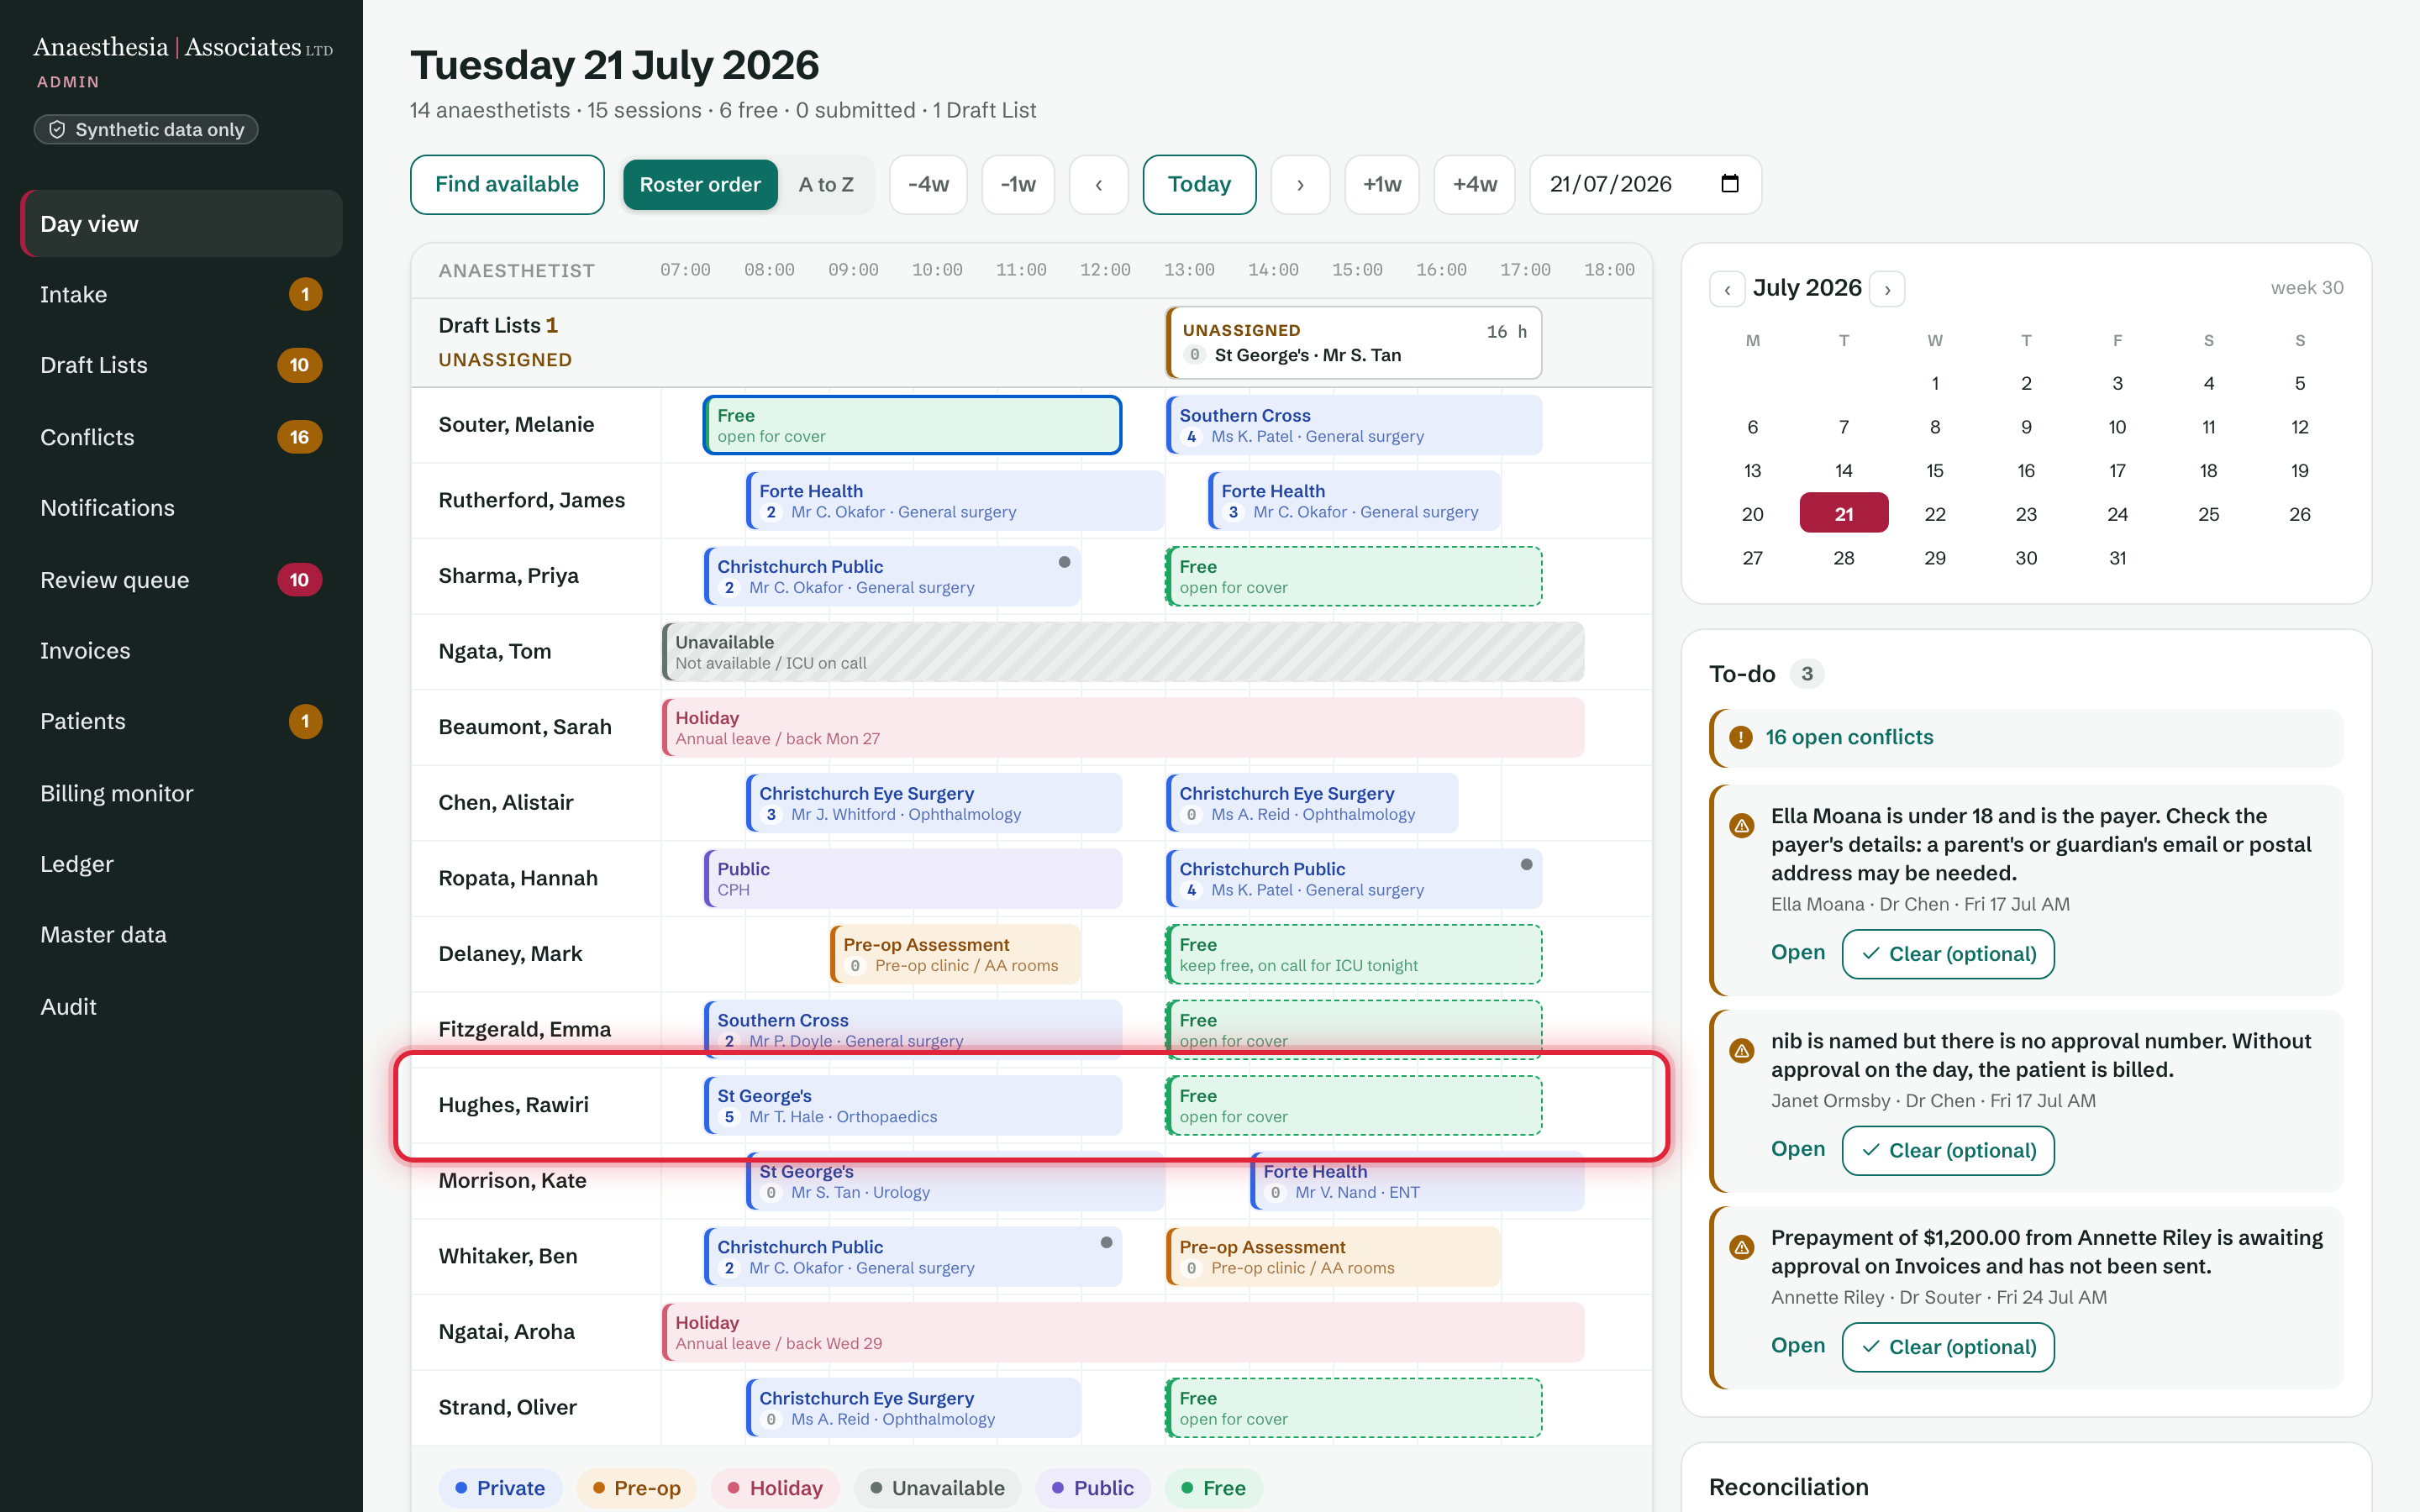 Anaesthesia | Associates LTD
ADMIN
Synthetic data only
Day view
Intake 1
Draft Lists 10
Conflicts 16
Notifications
Review queue 10
Invoices
Patients 1
Billing monitor
Ledger
Master data
Audit
Tuesday 21 July 2026
14 anaesthetists · 15 sessions · 6 free · 0 submitted · 1 Draft List
Find available Roster order A to Z -4w -1w ‹ Today › +1w +4w 21/07/2026
ANAESTHETIST 07:00 08:00 09:00 10:00 11:00 12:00 13:00 14:00 15:00 16:00 17:00 18:00
Draft Lists 1
UNASSIGNED
UNASSIGNED 16 h
0 St George's · Mr S. Tan
Souter, Melanie
Free
open for cover
Southern Cross
4 Ms K. Patel · General surgery
Rutherford, James
Forte Health
2 Mr C. Okafor · General surgery
Forte Health
3 Mr C. Okafor · General surgery
Sharma, Priya
Christchurch Public
2 Mr C. Okafor · General surgery
Free
open for cover
Ngata, Tom
Unavailable
Not available / ICU on call
Beaumont, Sarah
Holiday
Annual leave / back Mon 27
Chen, Alistair
Christchurch Eye Surgery
3 Mr J. Whitford · Ophthalmology
Christchurch Eye Surgery
0 Ms A. Reid · Ophthalmology
Ropata, Hannah
Public
CPH
Christchurch Public
4 Ms K. Patel · General surgery
Delaney, Mark
Pre-op Assessment
0 Pre-op clinic / AA rooms
Free
keep free, on call for ICU tonight
Fitzgerald, Emma
Southern Cross
2 Mr P. Doyle · General surgery
Free
open for cover
Hughes, Rawiri
St George's
5 Mr T. Hale · Orthopaedics
Free
open for cover
Morrison, Kate
St George's
0 Mr S. Tan · Urology
Forte Health
0 Mr V. Nand · ENT
Whitaker, Ben
Christchurch Public
2 Mr C. Okafor · General surgery
Pre-op Assessment
0 Pre-op clinic / AA rooms
Ngatai, Aroha
Holiday
Annual leave / back Wed 29
Strand, Oliver
Christchurch Eye Surgery
0 Ms A. Reid · Ophthalmology
Free
open for cover
Private Pre-op Holiday Unavailable Public Free
‹ July 2026 › week 30
M T W T F S S
1 2 3 4 5
6 7 8 9 10 11 12
13 14 15 16 17 18 19
20 21 22 23 24 25 26
27 28 29 30 31
To-do 3
16 open conflicts
Ella Moana is under 18 and is the payer. Check the
payer's details: a parent's or guardian's email or postal
address may be needed.
Ella Moana · Dr Chen · Fri 17 Jul AM
Open Clear (optional)
nib is named but there is no approval number. Without
approval on the day, the patient is billed.
Janet Ormsby · Dr Chen · Fri 17 Jul AM
Open Clear (optional)
Prepayment of $1,200.00 from Annette Riley is awaiting
approval on Invoices and has not been sent.
Annette Riley · Dr Souter · Fri 24 Jul AM
Open Clear (optional)
Reconciliation